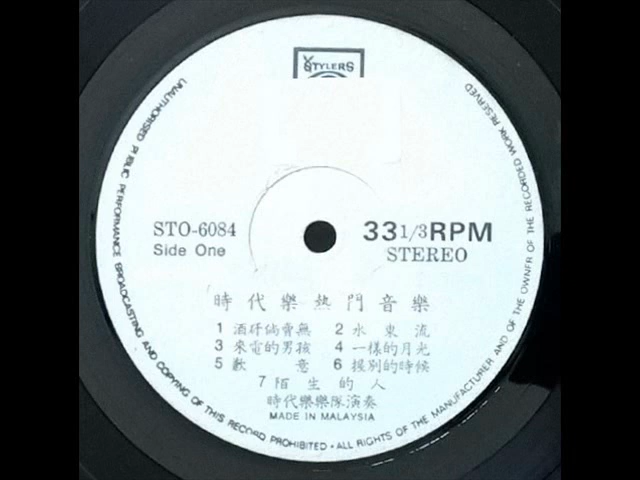 STYLERS
STO-6084
Side One
33 1/3 RPM
STEREO
時代樂熱門音樂
1 酒矸倘賣無 2 水東流
3 來電的男孩 4 一樣的月光
5 歉意 6 揮別的時候
7 陌生的人
時代樂樂隊演奏
MADE IN MALAYSIA
UNAUTHORISED PUBLIC PERFORMANCE BROADCASTING AND COPYING OF THIS RECORD PROHIBITED • ALL RIGHTS OF THE MANUFACTURER AND OF THE OWNER OF THE RECORDED WORK RESERVED